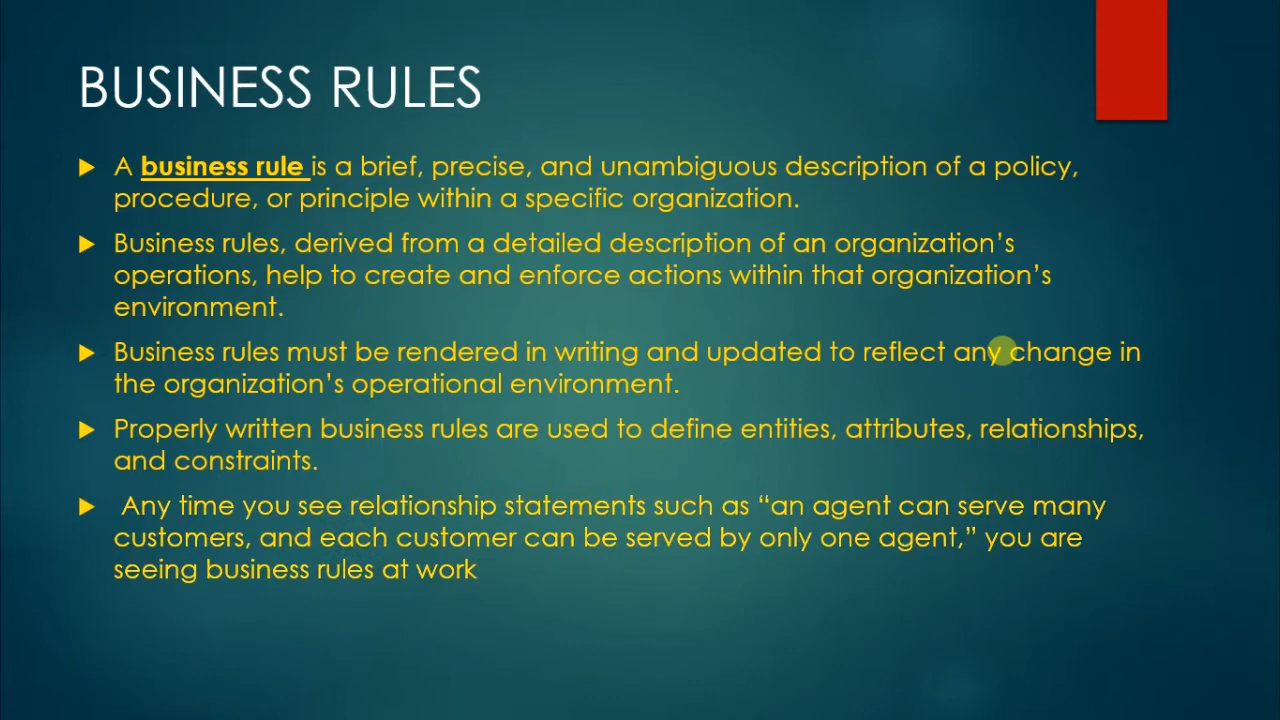 BUSINESS RULES
A business rule is a brief, precise, and unambiguous description of a policy,
procedure, or principle within a specific organization.
Business rules, derived from a detailed description of an organization’s
operations, help to create and enforce actions within that organization’s
environment.
Business rules must be rendered in writing and updated to reflect any change in
the organization’s operational environment.
Properly written business rules are used to define entities, attributes, relationships,
and constraints.
Any time you see relationship statements such as “an agent can serve many
customers, and each customer can be served by only one agent,” you are
seeing business rules at work